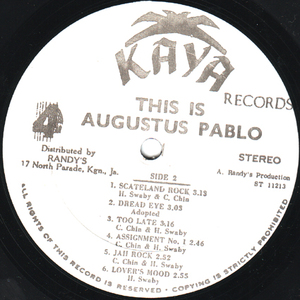 KAYA
RECORDS
THIS IS
AUGUSTUS PABLO
4
Distributed by
RANDY'S
17 North Parade, Kgn., Ja.
SIDE 2
STEREO
A. Randy's Production
ST 11213
1. SCATELAND ROCK 3.13
H. Swaby & C. Chin
2. DREAD EYE 3.03
Adopted
3. TOO LATE 3.16
C. Chin & H. Swaby
4. ASSIGNMENT No. 1 2.46
C. Chin & H. Swaby
5. JAH ROCK 2.52
C. Chin & H. Swaby
6. LOVER'S MOOD 2.55
H. Swaby
ALL RIGHTS OF THIS RECORD IS RESERVED - COPYING IS STRICTLY PROHIBITED